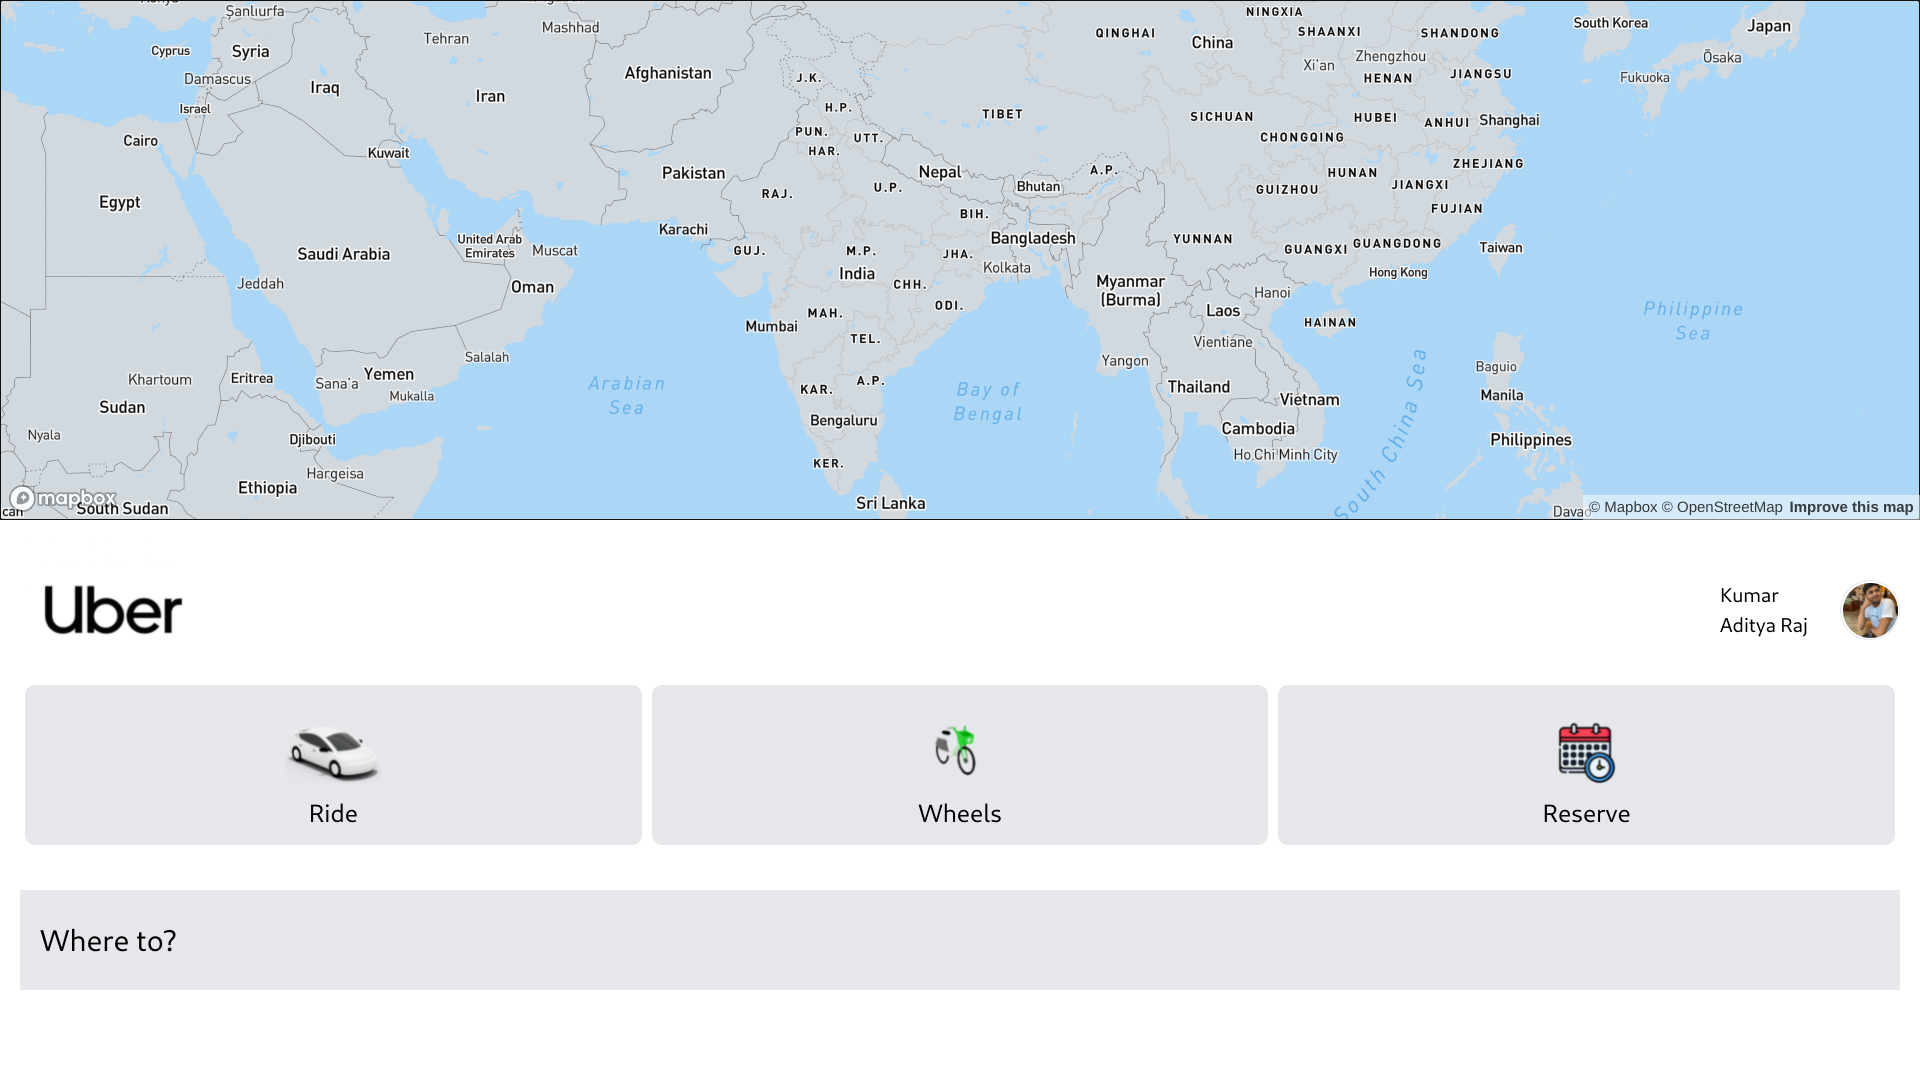 Şanlıurfa
Mashhad
NINGXIA
Tehran
QINGHAI
China
SHAANXI
SHANDONG
South Korea
Japan
Cyprus
Syria
Zhengzhou
Ōsaka
Xi'an
Damascus
Iraq
Iran
Afghanistan
J.K.
HENAN
JIANGSU
Fukuoka
Israel
H.P.
TIBET
SICHUAN
HUBEI
ANHUI
Shanghai
Cairo
PUN.
UTT.
CHONGQING
Kuwait
HAR.
Pakistan
Nepal
A.P.
HUNAN
ZHEJIANG
Egypt
RAJ.
U.P.
Bhutan
GUIZHOU
JIANGXI
BIH.
FUJIAN
Karachi
United Arab
Emirates
Muscat
GUJ.
M.P.
Bangladesh
YUNNAN
GUANGXI
GUANGDONG
Taiwan
Saudi Arabia
JHA.
Kolkata
India
Hong Kong
Jeddah
Oman
CHH.
Myanmar
(Burma)
Hanoi
ODI.
Laos
Philippine
Sea
MAH.
Mumbai
HAINAN
TEL.
Vientiane
Salalah
Yangon
Baguio
Khartoum
Eritrea
Sana'a
Yemen
Arabian
Sea
A.P.
KAR.
Bay of
Bengal
Thailand
Mukalla
Vietnam
South China Sea
Manila
Sudan
Bengaluru
Cambodia
Nyala
Djibouti
Philippines
Ho Chi Minh City
KER.
Hargeisa
Ethiopia
mapbox
South Sudan
Sri Lanka
© Mapbox © OpenStreetMap Improve this map
Uber
Kumar
Aditya Raj
Ride
Wheels
Reserve
Where to?